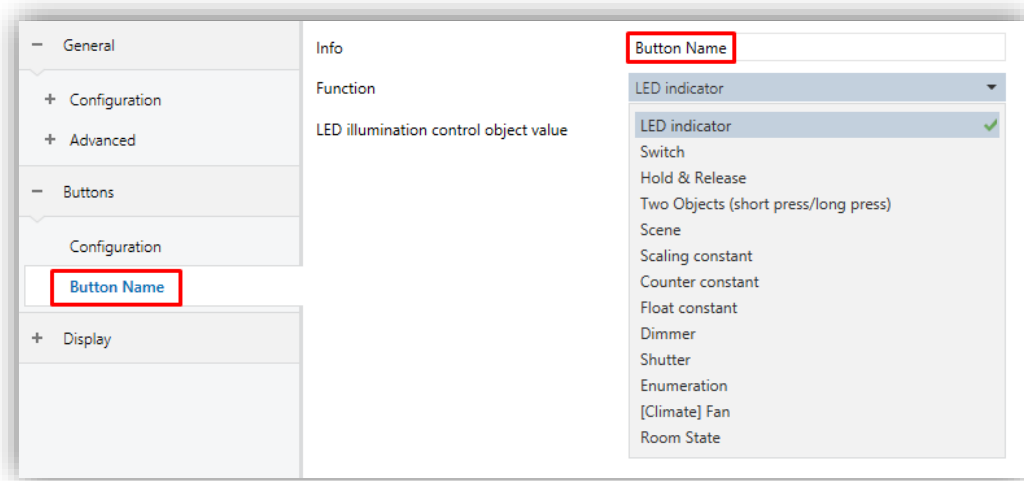 General
Configuration
Advanced
Buttons
Configuration
Button Name
Display
Info
Button Name
Function
LED indicator
LED illumination control object value
LED indicator
Switch
Hold & Release
Two Objects (short press/long press)
Scene
Scaling constant
Counter constant
Float constant
Dimmer
Shutter
Enumeration
[Climate] Fan
Room State